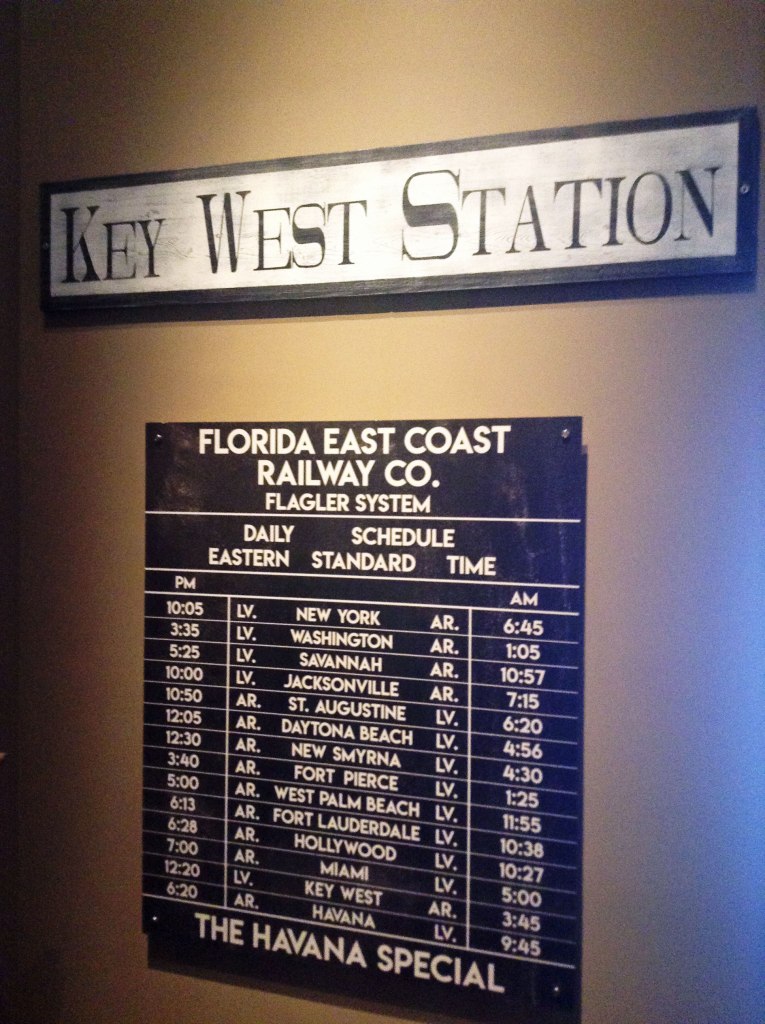 KEY WEST STATION
FLORIDA EAST COAST
RAILWAY CO.
FLAGLER SYSTEM
DAILY SCHEDULE
EASTERN STANDARD TIME
PM AM
10:05 LV. NEW YORK AR. 6:45
3:35 LV. WASHINGTON AR. 1:05
5:25 LV. SAVANNAH AR. 10:57
10:00 LV. JACKSONVILLE AR. 7:15
10:50 AR. ST. AUGUSTINE LV. 6:20
12:05 AR. DAYTONA BEACH LV. 4:56
12:30 AR. NEW SMYRNA LV. 4:30
3:40 AR. FORT PIERCE LV. 1:25
5:00 AR. WEST PALM BEACH LV. 11:55
6:13 AR. FORT LAUDERDALE LV. 10:38
6:28 AR. HOLLYWOOD LV. 10:27
7:00 AR. MIAMI LV. 5:00
12:20 LV. KEY WEST AR. 3:45
6:20 AR. HAVANA LV. 9:45
THE HAVANA SPECIAL